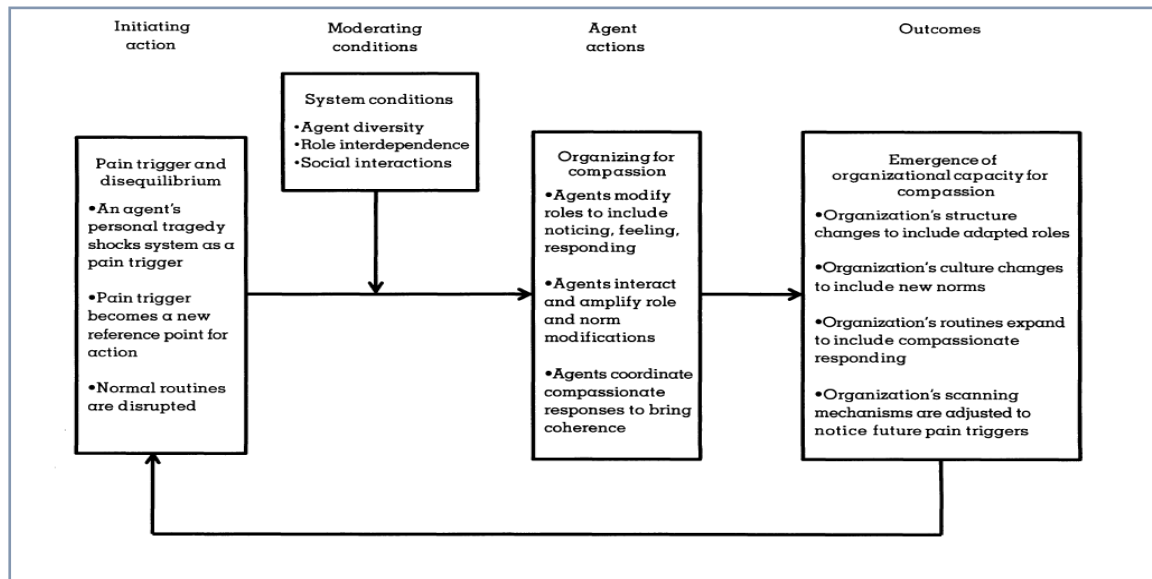 Initiating
action
Moderating
conditions
Agent
actions
Outcomes
System conditions
•Agent diversity
•Role interdependence
•Social interactions
Pain trigger and
disequilibrium
•An agent's
personal tragedy
shocks system as a
pain trigger
•Pain trigger
becomes a new
reference point for
action
•Normal routines
are disrupted
Organizing for
compassion
•Agents modify
roles to include
noticing, feeling,
responding
•Agents interact
and amplify role
and norm
modifications
•Agents coordinate
compassionate
responses to bring
coherence
Emergence of
organizational capacity for
compassion
•Organization's structure
changes to include adapted roles
•Organization's culture changes
to include new norms
•Organization's routines expand
to include compassionate
responding
•Organization's scanning
mechanisms are adjusted to
notice future pain triggers